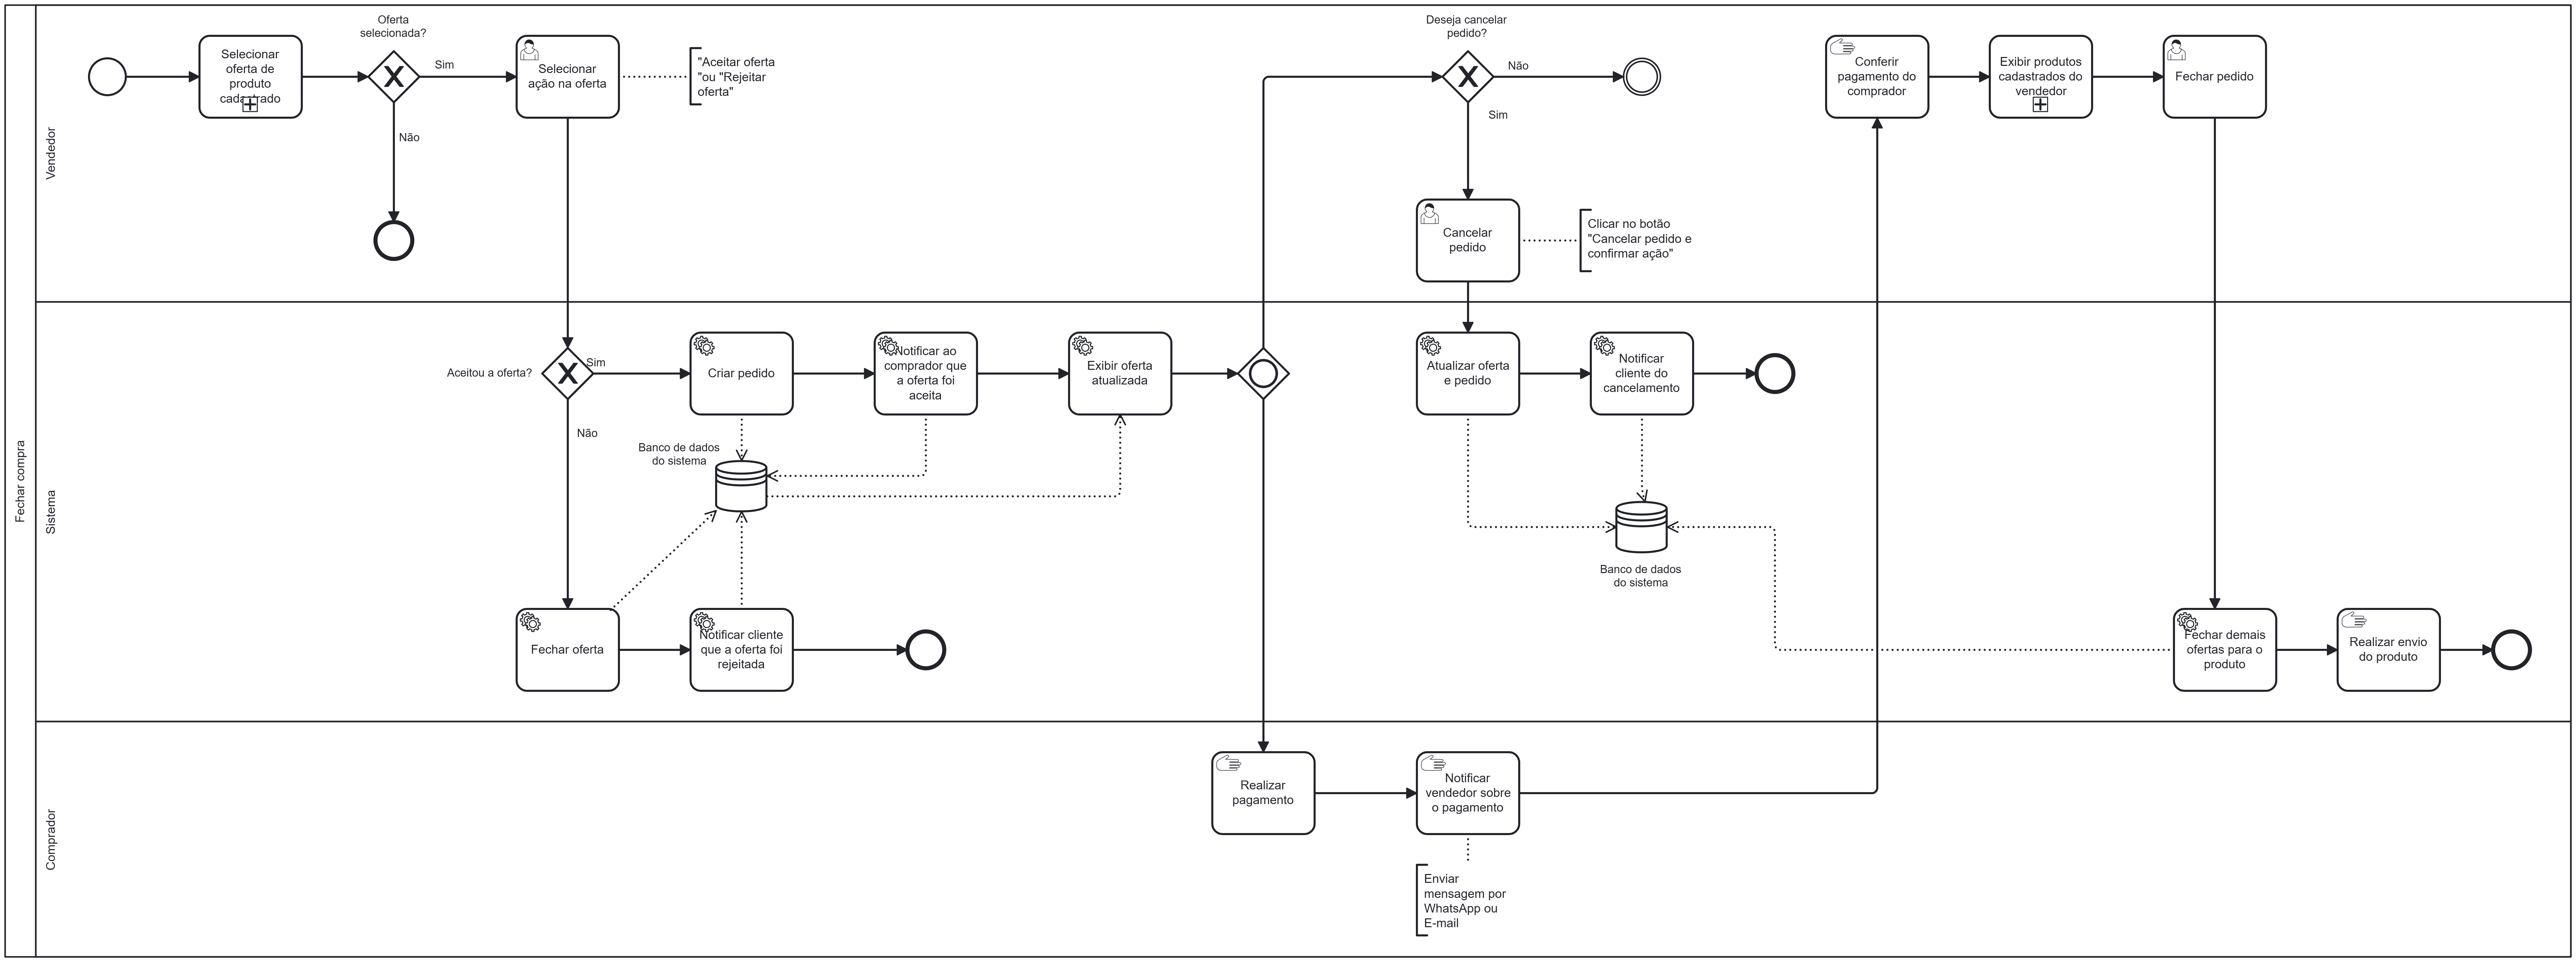 Fechar compra
Vendedor
Oferta
selecionada?
Selecionar
oferta de
produto
cadastrado
Sim
Não
Selecionar
ação na oferta
"Aceitar oferta
"ou "Rejeitar
oferta"
Deseja cancelar
pedido?
Não
Sim
Cancelar
pedido
Clicar no botão
"Cancelar pedido e
confirmar ação"
Conferir
pagamento do
comprador
Exibir produtos
cadastrados do
vendedor
Fechar pedido
Sistema
Aceitou a oferta?
Sim
Não
Criar pedido
Notificar ao
comprador que
a oferta foi
aceita
Exibir oferta
atualizada
Banco de dados
do sistema
Fechar oferta
Notificar cliente
que a oferta foi
rejeitada
Atualizar oferta
e pedido
Notificar
cliente do
cancelamento
Banco de dados
do sistema
Fechar demais
ofertas para o
produto
Realizar envio
do produto
Comprador
Realizar
pagamento
Notificar
vendedor sobre
o pagamento
Enviar
mensagem por
WhatsApp ou
E-mail